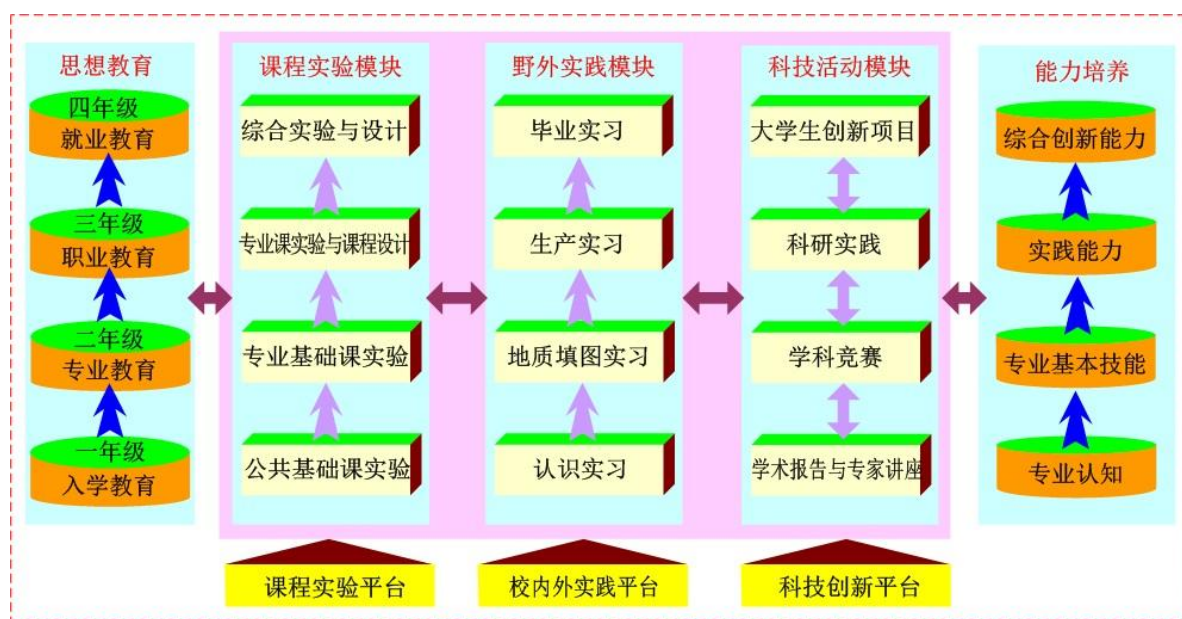 思想教育
四年级
就业教育
三年级
职业教育
二年级
专业教育
一年级
入学教育
课程实验模块
综合实验与设计
专业课实验与课程设计
专业基础课实验
公共基础课实验
课程实验平台
野外实践模块
毕业实习
生产实习
地质填图实习
认识实习
校内外实践平台
科技活动模块
大学生创新项目
科研实践
学科竞赛
学术报告与专家讲座
科技创新平台
能力培养
综合创新能力
实践能力
专业基本技能
专业认知